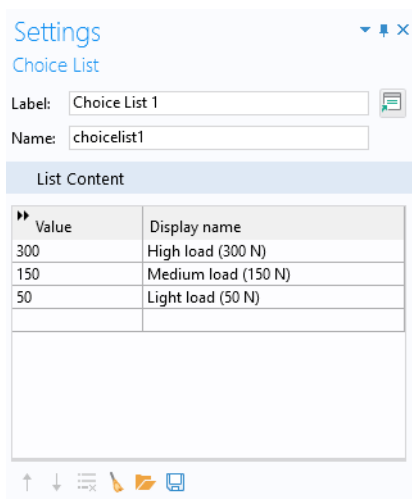 Settings
Choice List
Label: Choice List 1
Name: choicelist1
List Content
Value Display name
300 High load (300 N)
150 Medium load (150 N)
50 Light load (50 N)